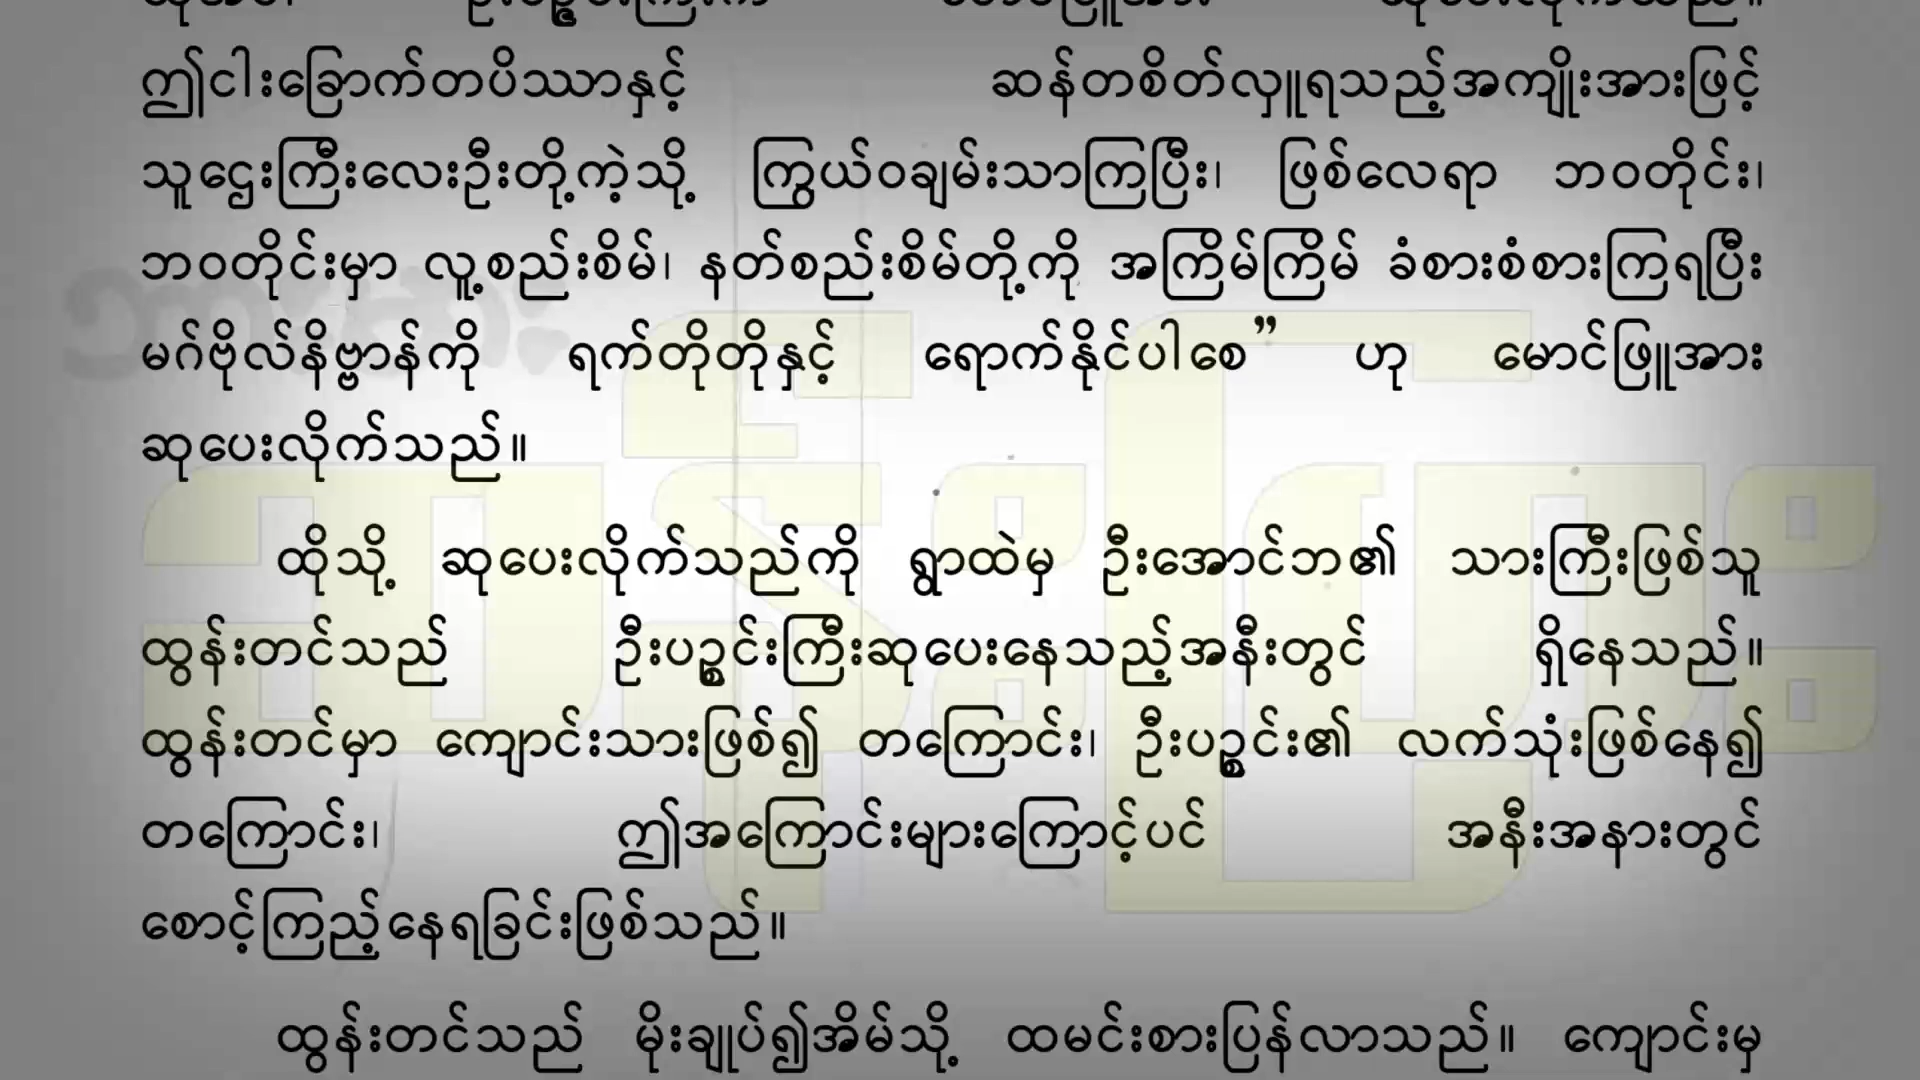 ဤငါးခြောက်တပိဿာနှင့် ဆန်တစိတ်လှူရသည့်အကျိုးအားဖြင့်
သူဌေးကြီးလေးဦးတို့ကဲ့သို့ ကြွယ်ဝချမ်းသာကြပြီး၊ ဖြစ်လေရာ ဘဝတိုင်း၊
ဘဝတိုင်းမှာ လူ့စည်းစိမ်၊ နတ်စည်းစိမ်တို့ကို အကြိမ်ကြိမ် ခံစားစံစားကြရပြီး
မဂ်ဗိုလ်နိဗ္ဗာန်ကို ရက်တိုတိုနှင့် ရောက်နိုင်ပါစေ” ဟု မောင်ဖြူအား
ဆုပေးလိုက်သည်။
ထိုသို့ ဆုပေးလိုက်သည်ကို ရွာထဲမှ ဦးအောင်ဘ၏ သားကြီးဖြစ်သူ
ထွန်းတင်သည် ဦးပဉ္စင်းကြီးဆုပေးနေသည့်အနီးတွင် ရှိနေသည်။
ထွန်းတင်မှာ ကျောင်းသားဖြစ်၍ တကြောင်း၊ ဦးပဉ္စင်း၏ လက်သုံးဖြစ်နေ၍
တကြောင်း၊ ဤအကြောင်းများကြောင့်ပင် အနီးအနားတွင်
စောင့်ကြည့်နေရခြင်းဖြစ်သည်။
ထွန်းတင်သည် မိုးချုပ်၍အိမ်သို့ ထမင်းစားပြန်လာသည်။ ကျောင်းမှ